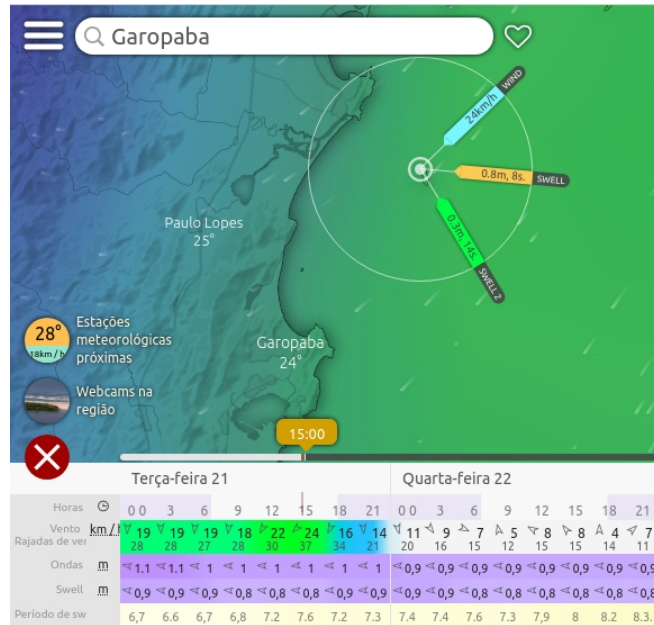 Garopaba
WIND
24km/h
0.8m, 8s.
SWELL
0.3m, 14s.
SWELL 2
Paulo Lopes
25°
28°
18km/h
Estações
meteorológicas
próximas
Garopaba
24°
Webcams na
região
15:00
Terça-feira 21 Quarta-feira 22
Horas 0 0 3 6 9 12 15 18 21 0 0 3 6 9 12 15 18 21
Vento km/h 19 19 19 18 22 24 16 14 11 9 7 5 8 8 4 7
Rajadas de ver 28 28 27 28 30 37 34 21 20 16 15 12 15 15 14 11
Ondas m 1.1 1.1 1 1 1 1 1 1 0,9 0,9 0,9 0,9 0,9 0,9 0,9 0,9
Swell m 0,9 0,9 0,9 0,8 0,8 0,8 0,9 0,9 0,9 0,9 0,9 0,8 0,8 0,8 0,8 0,8
Período de sw 6,7 6.6 6,7 6,8 7.2 7.6 7.2 7.3 7.4 7.4 7.6 7.3 7,9 8 8.2 8.3.